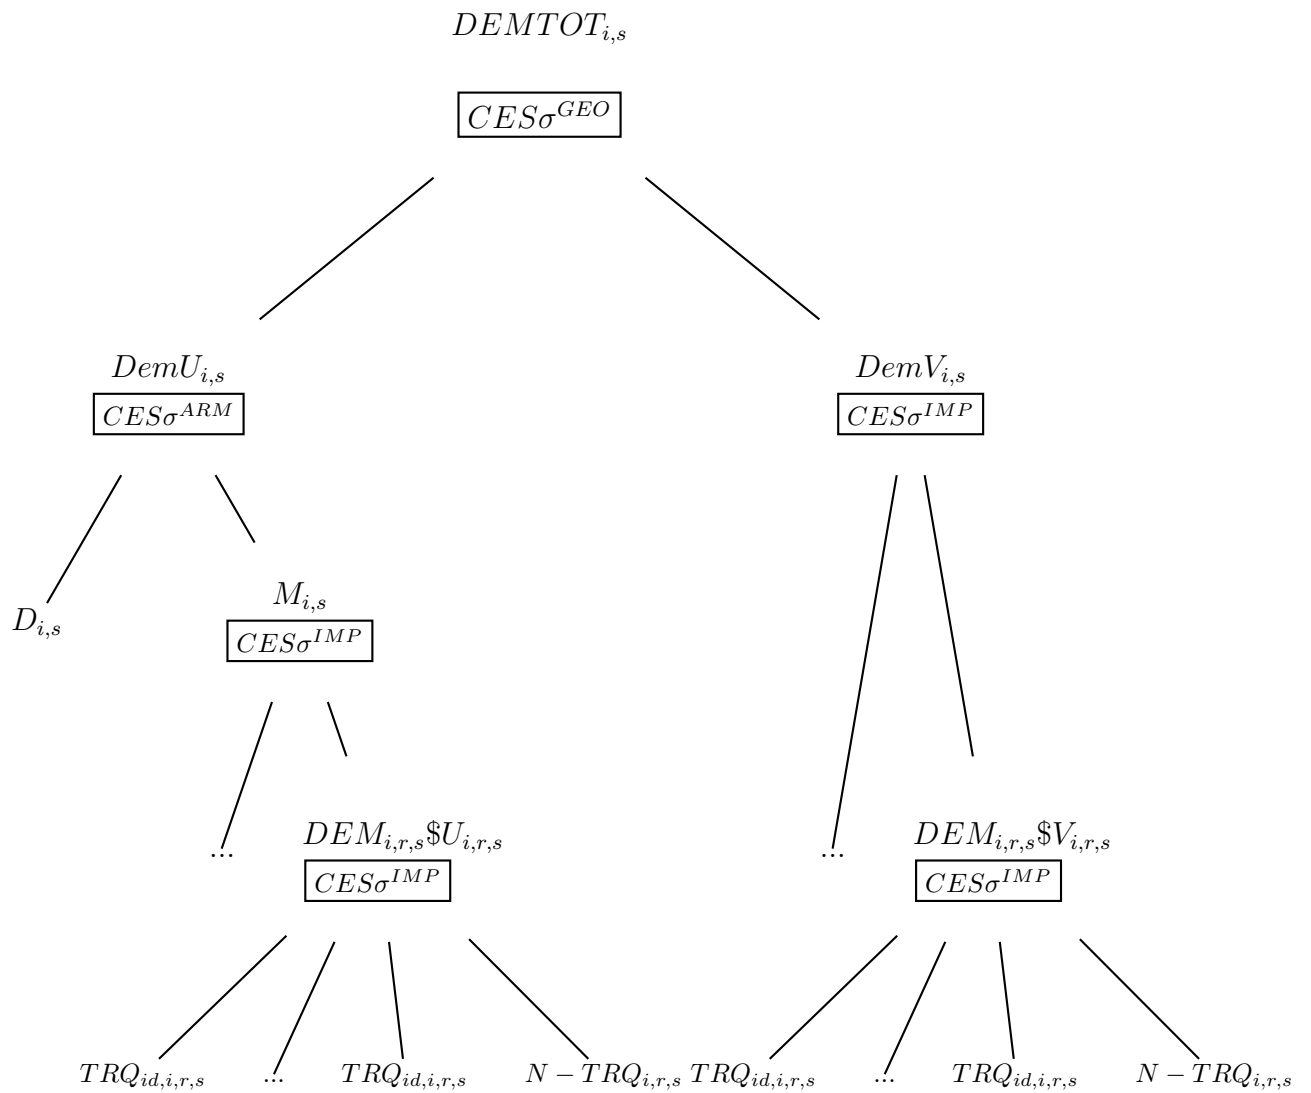 DEMTOT_{i,s}
CESσ^{GEO}
DemU_{i,s} DemV_{i,s}
CESσ^{ARM} CESσ^{IMP}
M_{i,s}
D_{i,s}
CESσ^{IMP}
DEM_{i,r,s}$U_{i,r,s} DEM_{i,r,s}$V_{i,r,s}
... ...
CESσ^{IMP} CESσ^{IMP}
TRQ_{id,i,r,s} ... TRQ_{id,i,r,s} N − TRQ_{i,r,s} TRQ_{id,i,r,s} ... TRQ_{id,i,r,s} N − TRQ_{i,r,s}